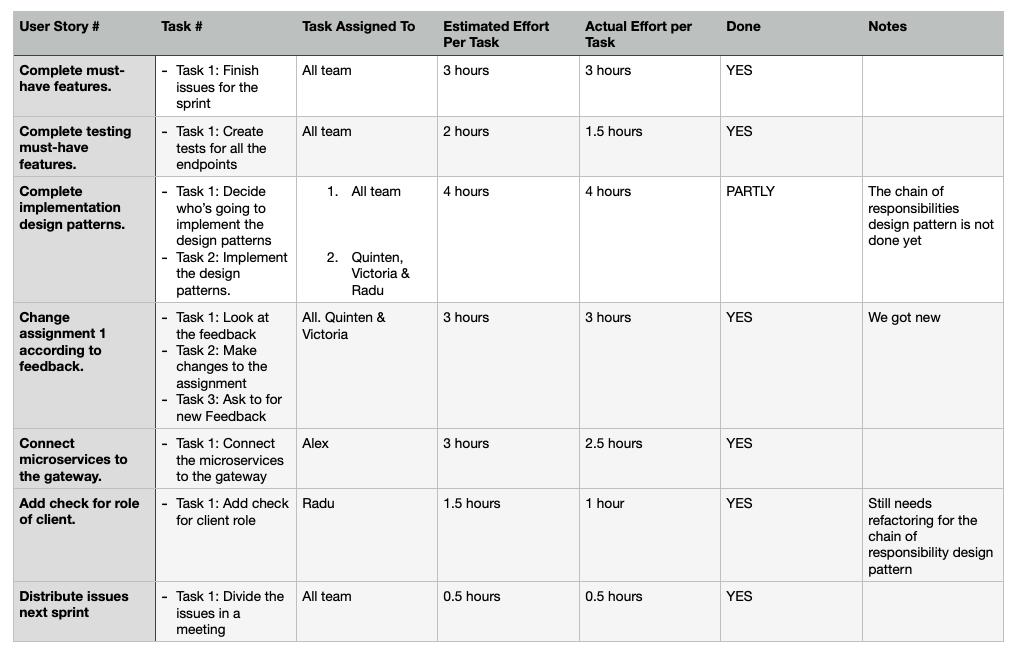 User Story #
Task #
Task Assigned To
Estimated Effort
Per Task
Actual Effort per
Task
Done
Notes
Complete must-
have features.
- Task 1: Finish
issues for the
sprint
All team
3 hours
3 hours
YES
Complete testing
must-have
features.
- Task 1: Create
tests for all the
endpoints
All team
2 hours
1.5 hours
YES
Complete
implementation
design patterns.
- Task 1: Decide
who's going to
implement the
design patterns
- Task 2: Implement
the design
patterns.
1. All team
2. Quinten,
Victoria &
Radu
4 hours
4 hours
PARTLY
The chain of
responsibilities
design pattern is not
done yet
Change
assignment 1
according to
feedback.
- Task 1: Look at
the feedback
- Task 2: Make
changes to the
assignment
- Task 3: Ask to for
new Feedback
All. Quinten &
Victoria
3 hours
3 hours
YES
We got new
Connect
microservices to
the gateway.
- Task 1: Connect
the microservices
to the gateway
Alex
3 hours
2.5 hours
YES
Add check for role
of client.
- Task 1: Add check
for client role
Radu
1.5 hours
1 hour
YES
Still needs
refactoring for the
chain of
responsibility design
pattern
Distribute issues
next sprint
- Task 1: Divide the
issues in a
meeting
All team
0.5 hours
0.5 hours
YES